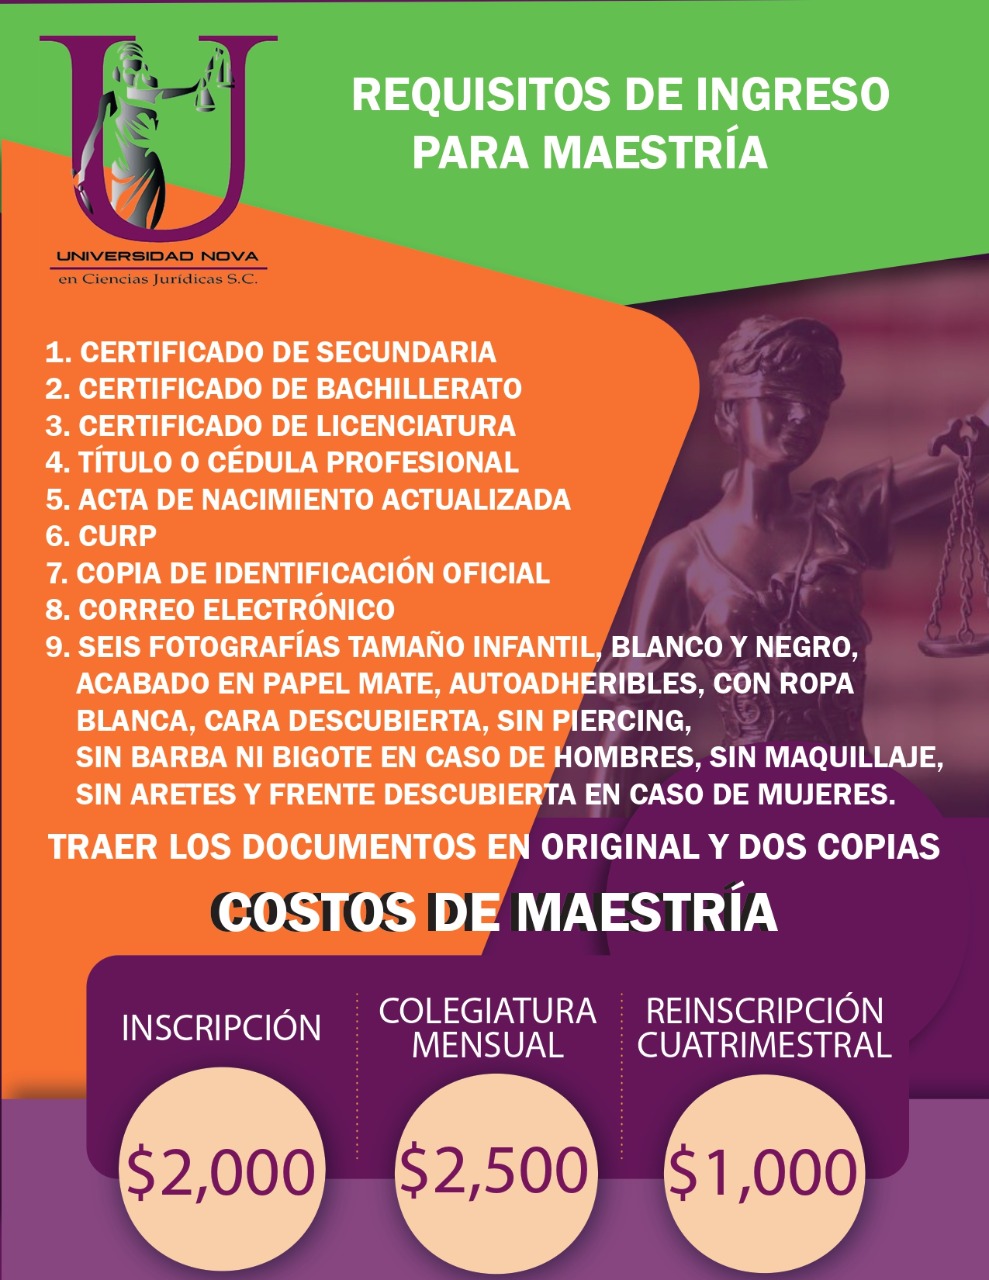 REQUISITOS DE INGRESO
PARA MAESTRÍA
UNIVERSIDAD NOVA
en Ciencias Jurídicas S.C.
1. CERTIFICADO DE SECUNDARIA
2. CERTIFICADO DE BACHILLERATO
3. CERTIFICADO DE LICENCIATURA
4. TÍTULO O CÉDULA PROFESIONAL
5. ACTA DE NACIMIENTO ACTUALIZADA
6. CURP
7. COPIA DE IDENTIFICACIÓN OFICIAL
8. CORREO ELECTRÓNICO
9. SEIS FOTOGRAFÍAS TAMAÑO INFANTIL, BLANCO Y NEGRO,
ACABADO EN PAPEL MATE, AUTOADHERIBLES, CON ROPA
BLANCA, CARA DESCUBIERTA, SIN PIERCING,
SIN BARBA NI BIGOTE EN CASO DE HOMBRES, SIN MAQUILLAJE,
SIN ARETES Y FRENTE DESCUBIERTA EN CASO DE MUJERES.
TRAER LOS DOCUMENTOS EN ORIGINAL Y DOS COPIAS
COSTOS DE MAESTRÍA
INSCRIPCIÓN
$2,000
COLEGIATURA
MENSUAL
$2,500
REINSCRIPCIÓN
CUATRIMESTRAL
$1,000